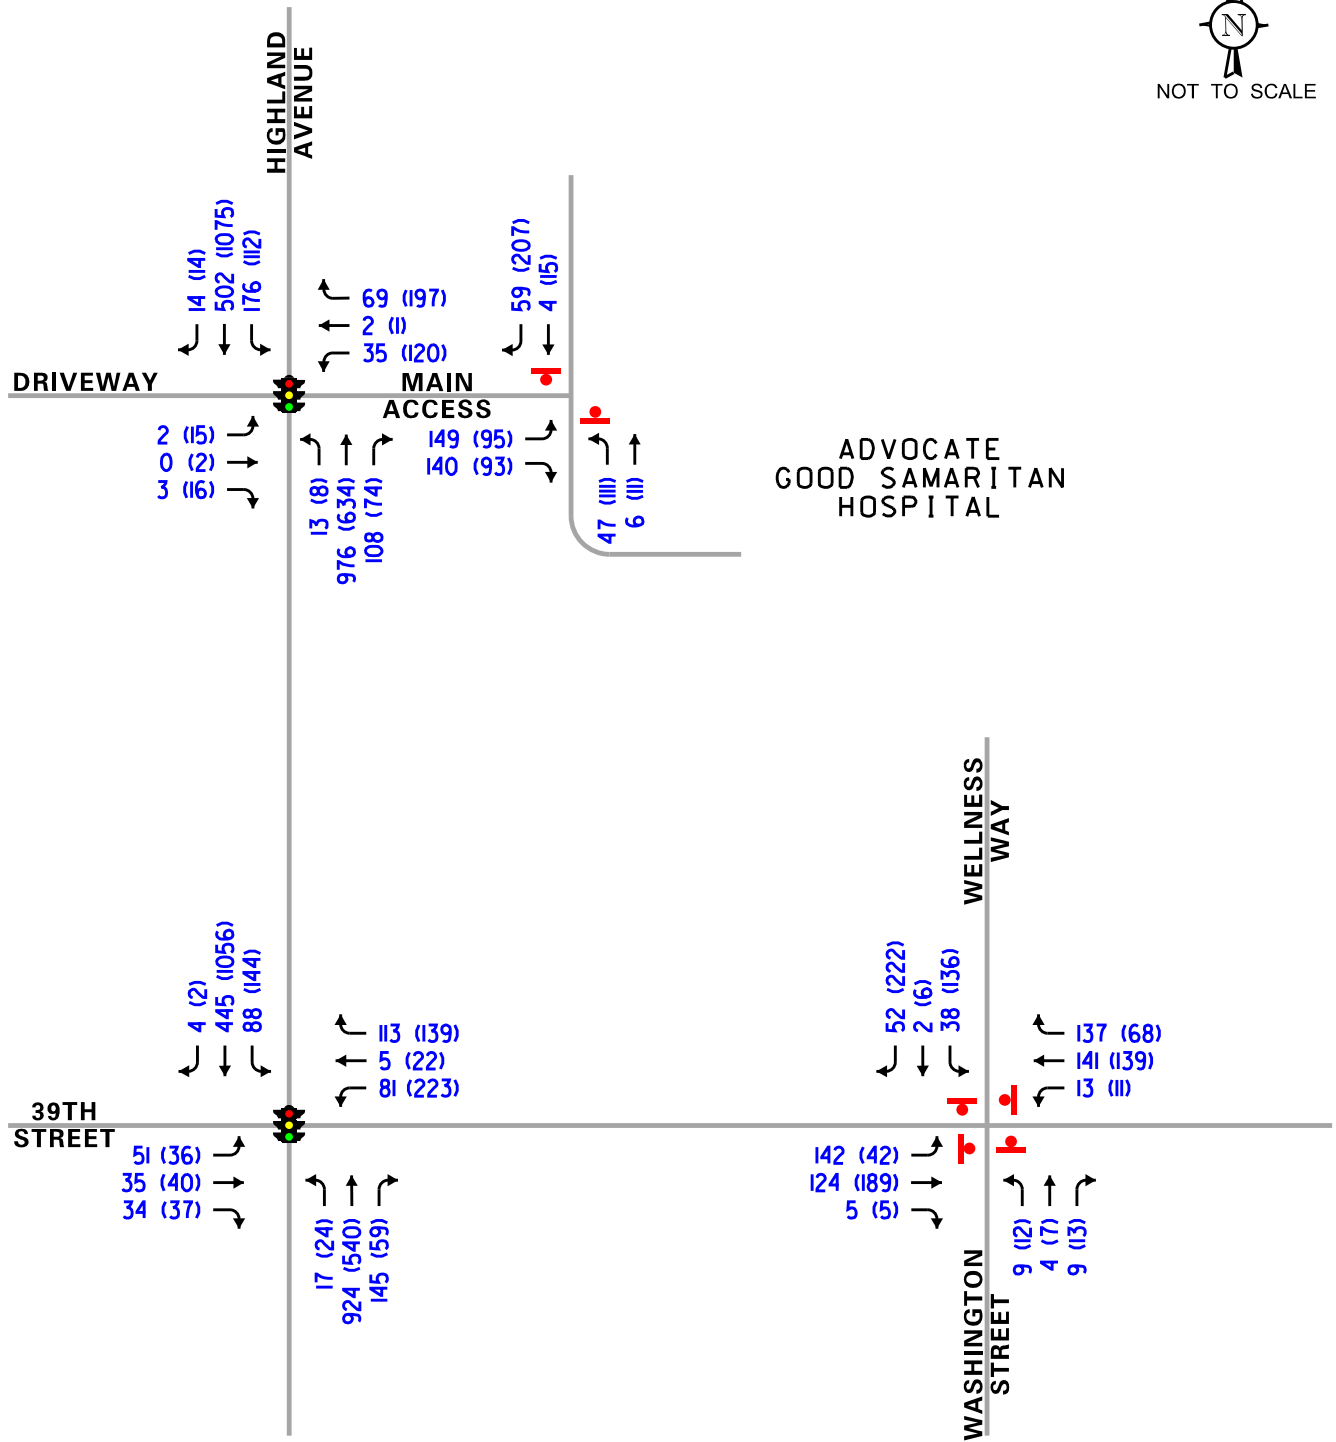 N
NOT TO SCALE
HIGHLAND
AVENUE
14 (14)
502 (1075)
176 (112)
69 (197)
2 (1)
35 (120)
59 (207)
4 (15)
DRIVEWAY
MAIN
ACCESS
2 (15)
0 (2)
3 (16)
13 (8)
976 (634)
108 (74)
149 (95)
140 (93)
47 (111)
6 (11)
ADVOCATE
GOOD SAMARITAN
HOSPITAL
WELLNESS
WAY
4 (2)
445 (1056)
88 (144)
113 (139)
5 (22)
81 (223)
52 (222)
2 (6)
38 (136)
137 (68)
141 (139)
13 (11)
39TH
STREET
51 (36)
35 (40)
34 (37)
17 (24)
924 (540)
145 (59)
142 (42)
124 (189)
5 (5)
9 (12)
4 (7)
9 (13)
WASHINGTON
STREET